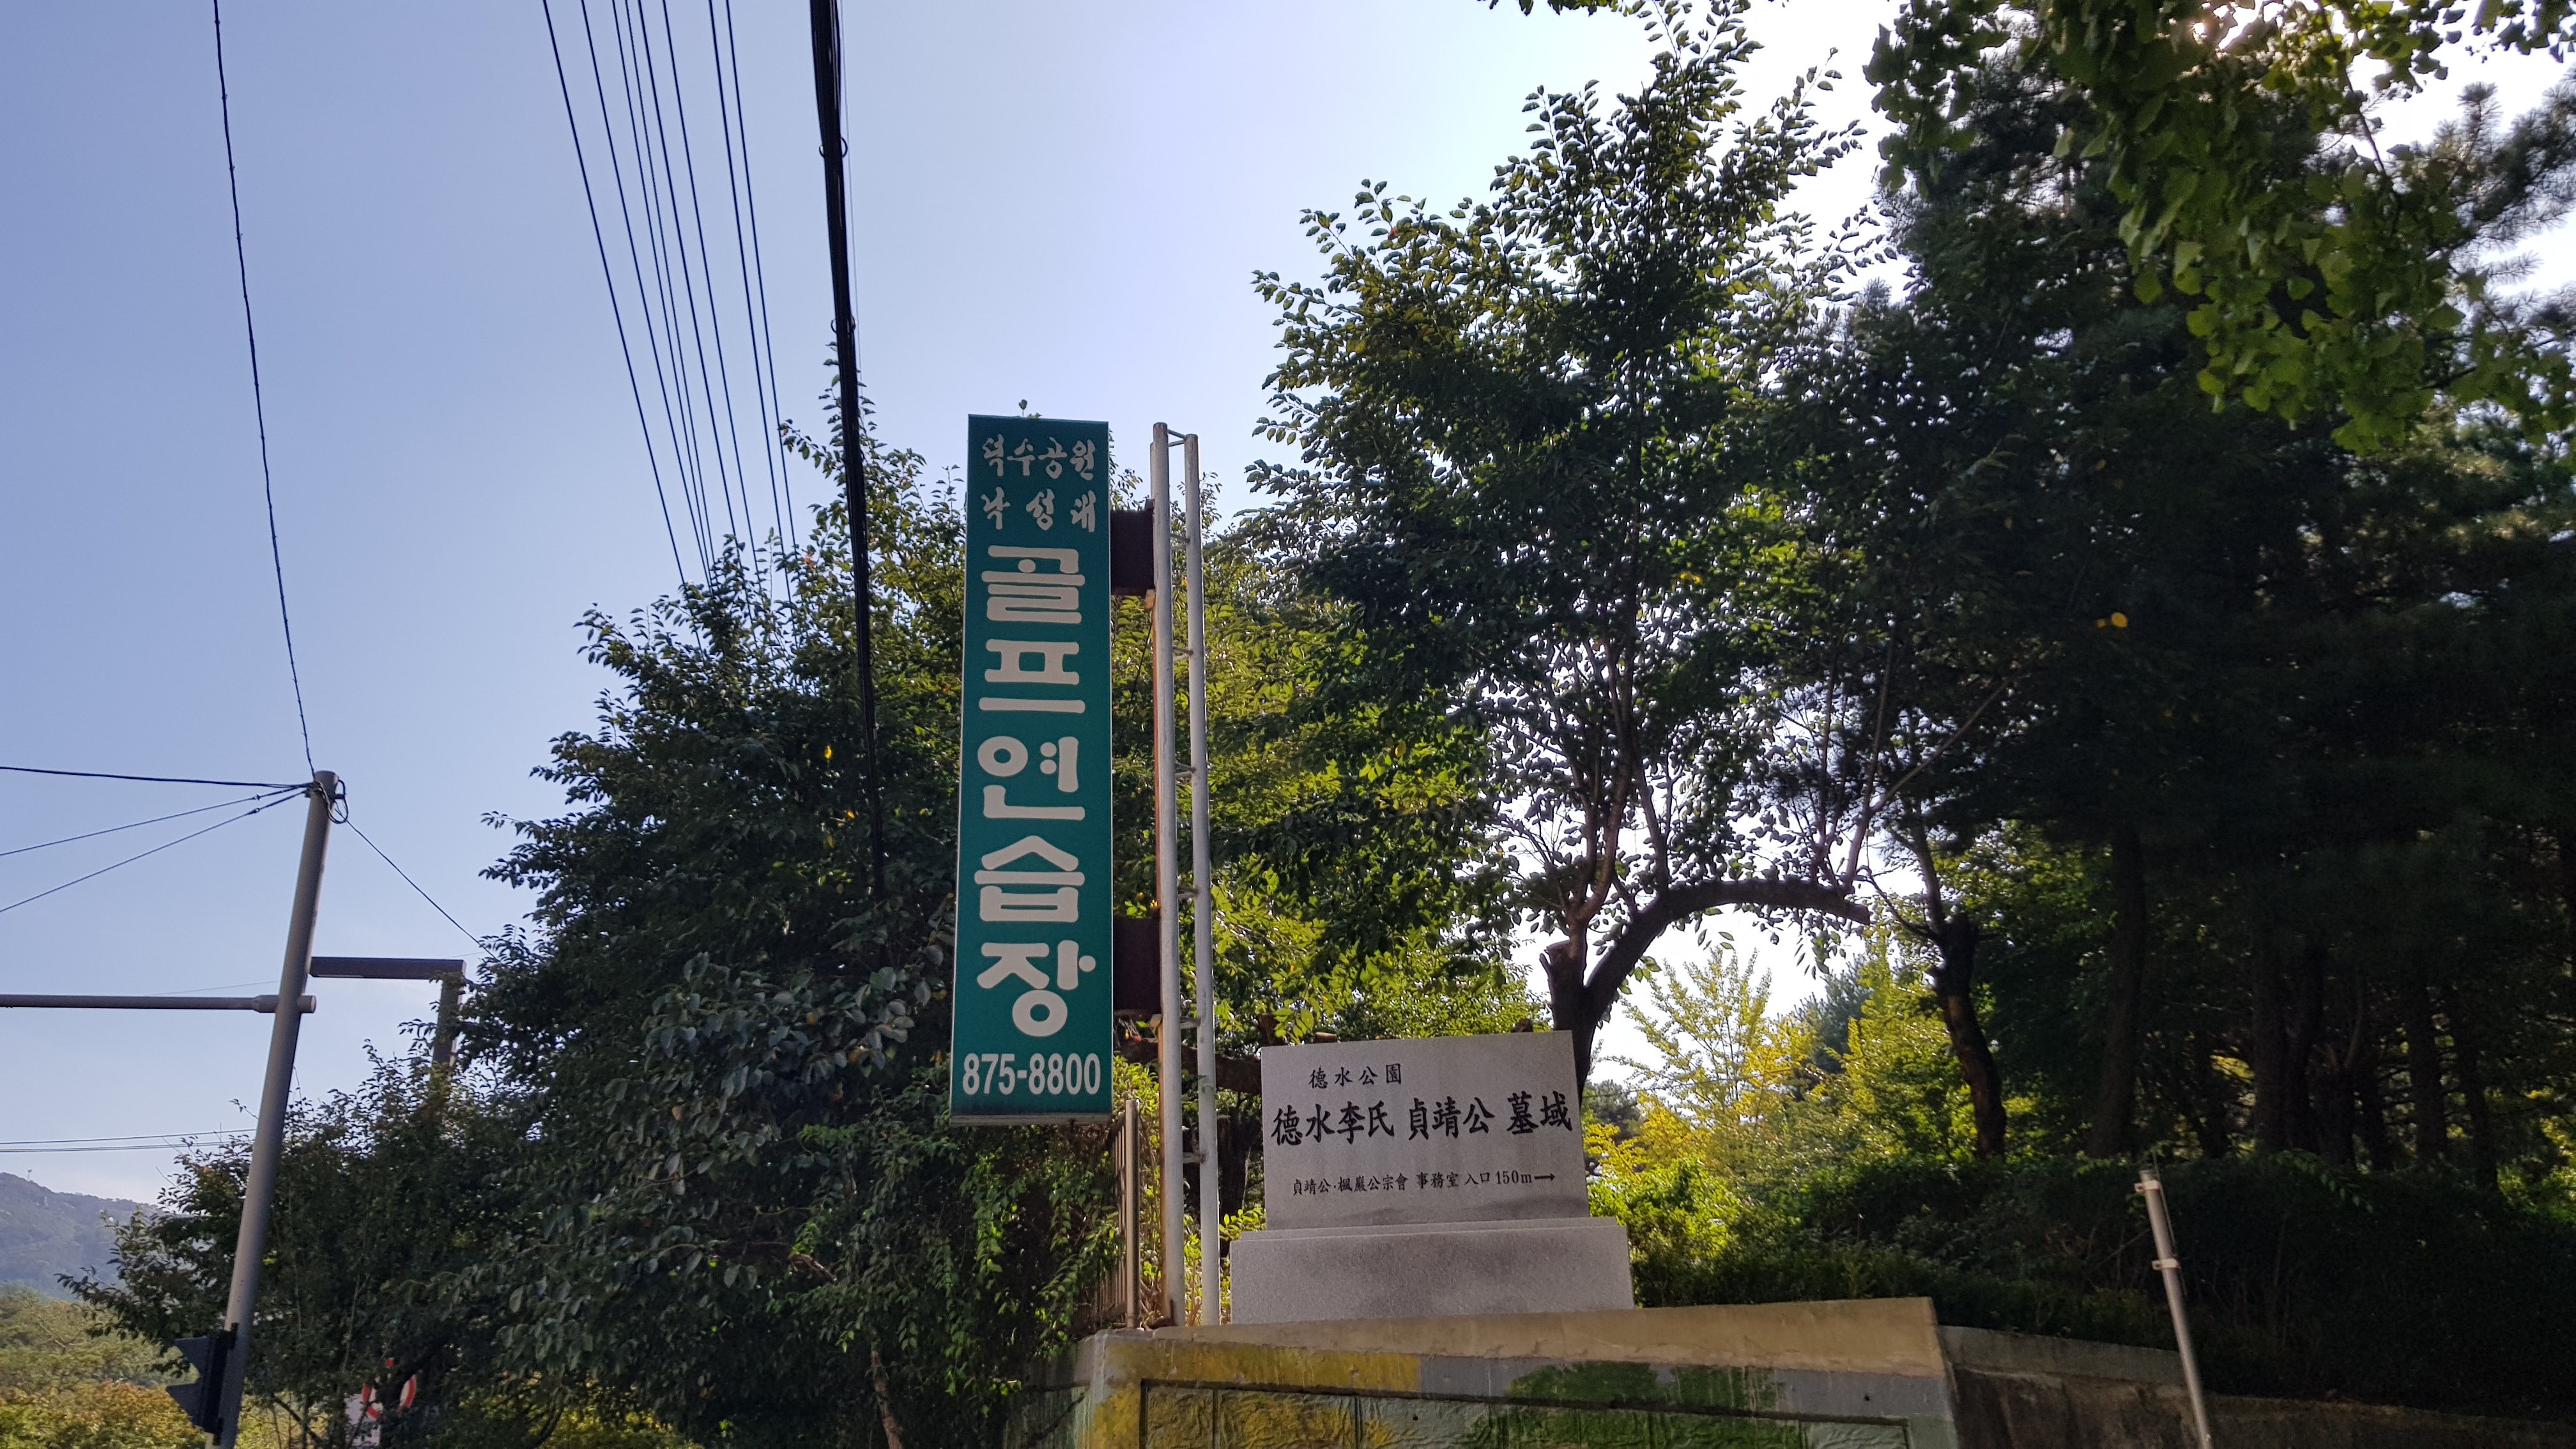 덕수공원
낙성대
골프연습장
875-8800
德水公園
德水李氏 貞靖公 墓域
貞靖公·楓巖公宗會 事務室 入口 150m→